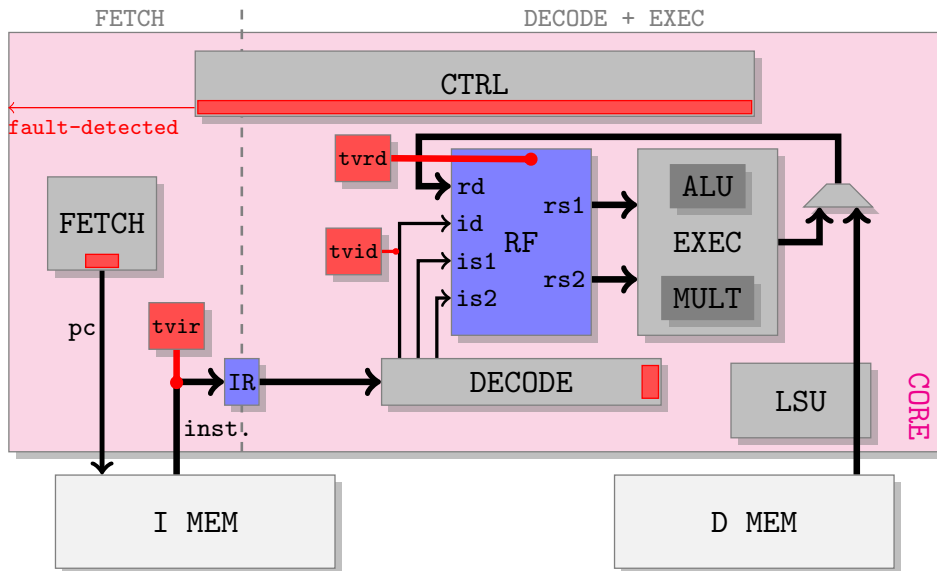 FETCH
DECODE + EXEC
CTRL
fault-detected
tvrd
rd
ALU
FETCH
id
rs1
tvid
RF
EXEC
is1
rs2
is2
MULT
pc
tvir
IR
DECODE
LSU
CORE
inst.
I MEM
D MEM